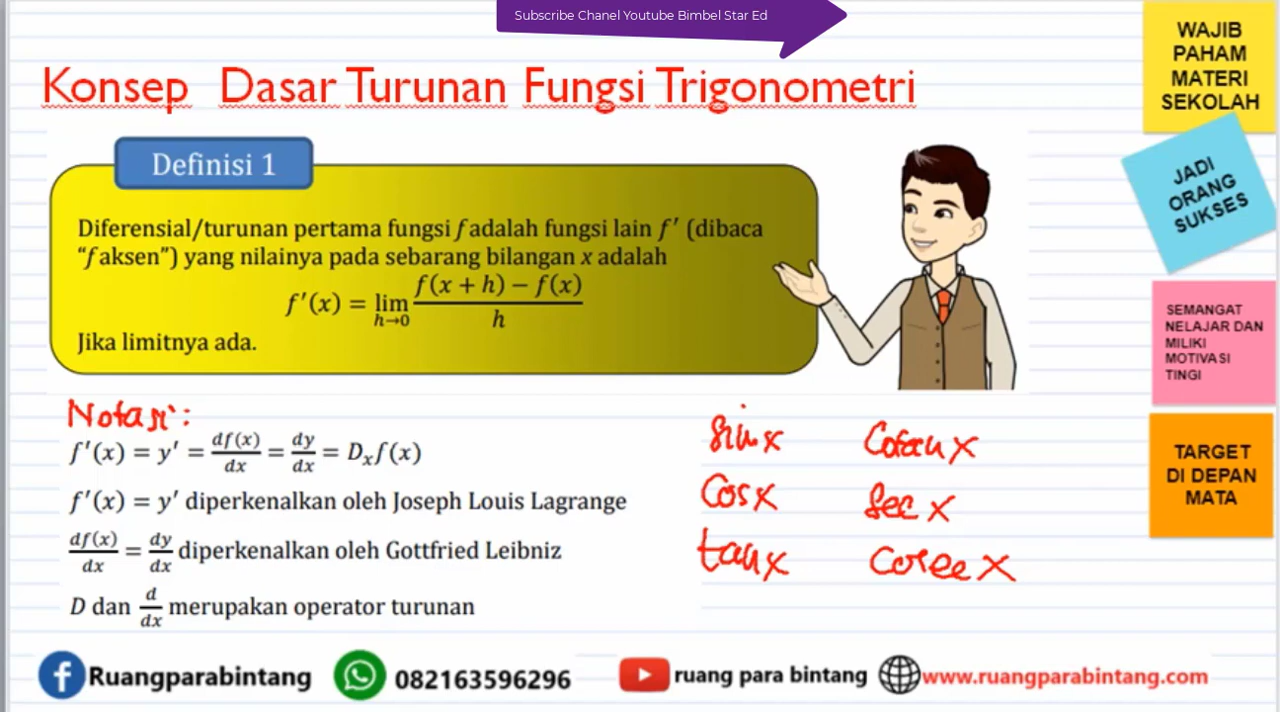 Subscribe Chanel Youtube Bimbel Star Ed
Konsep Dasar Turunan Fungsi Trigonometri
Definisi 1
Diferensial/turunan pertama fungsi f adalah fungsi lain f′ (dibaca
“f aksen”) yang nilainya pada sebarang bilangan x adalah
f′(x) = lim h→0 f(x + h) − f(x) / h
Jika limitnya ada.
Notasi :
f′(x) = y′ = df(x)/dx = dy/dx = Dₓf(x)
f′(x) = y′ diperkenalkan oleh Joseph Louis Lagrange
df(x)/dx = dy/dx diperkenalkan oleh Gottfried Leibniz
D dan d/dx merupakan operator turunan
sin x
Cos x
tan x
Cotan x
Sec x
Cosec x
WAJIB
PAHAM
MATERI
SEKOLAH
JADI
ORANG
SUKSES
SEMANGAT
NELAJAR DAN
MILIKI
MOTIVASI
TINGI
TARGET
DI DEPAN
MATA
Ruangparabintang
082163596296
ruang para bintang
www.ruangparabintang.com